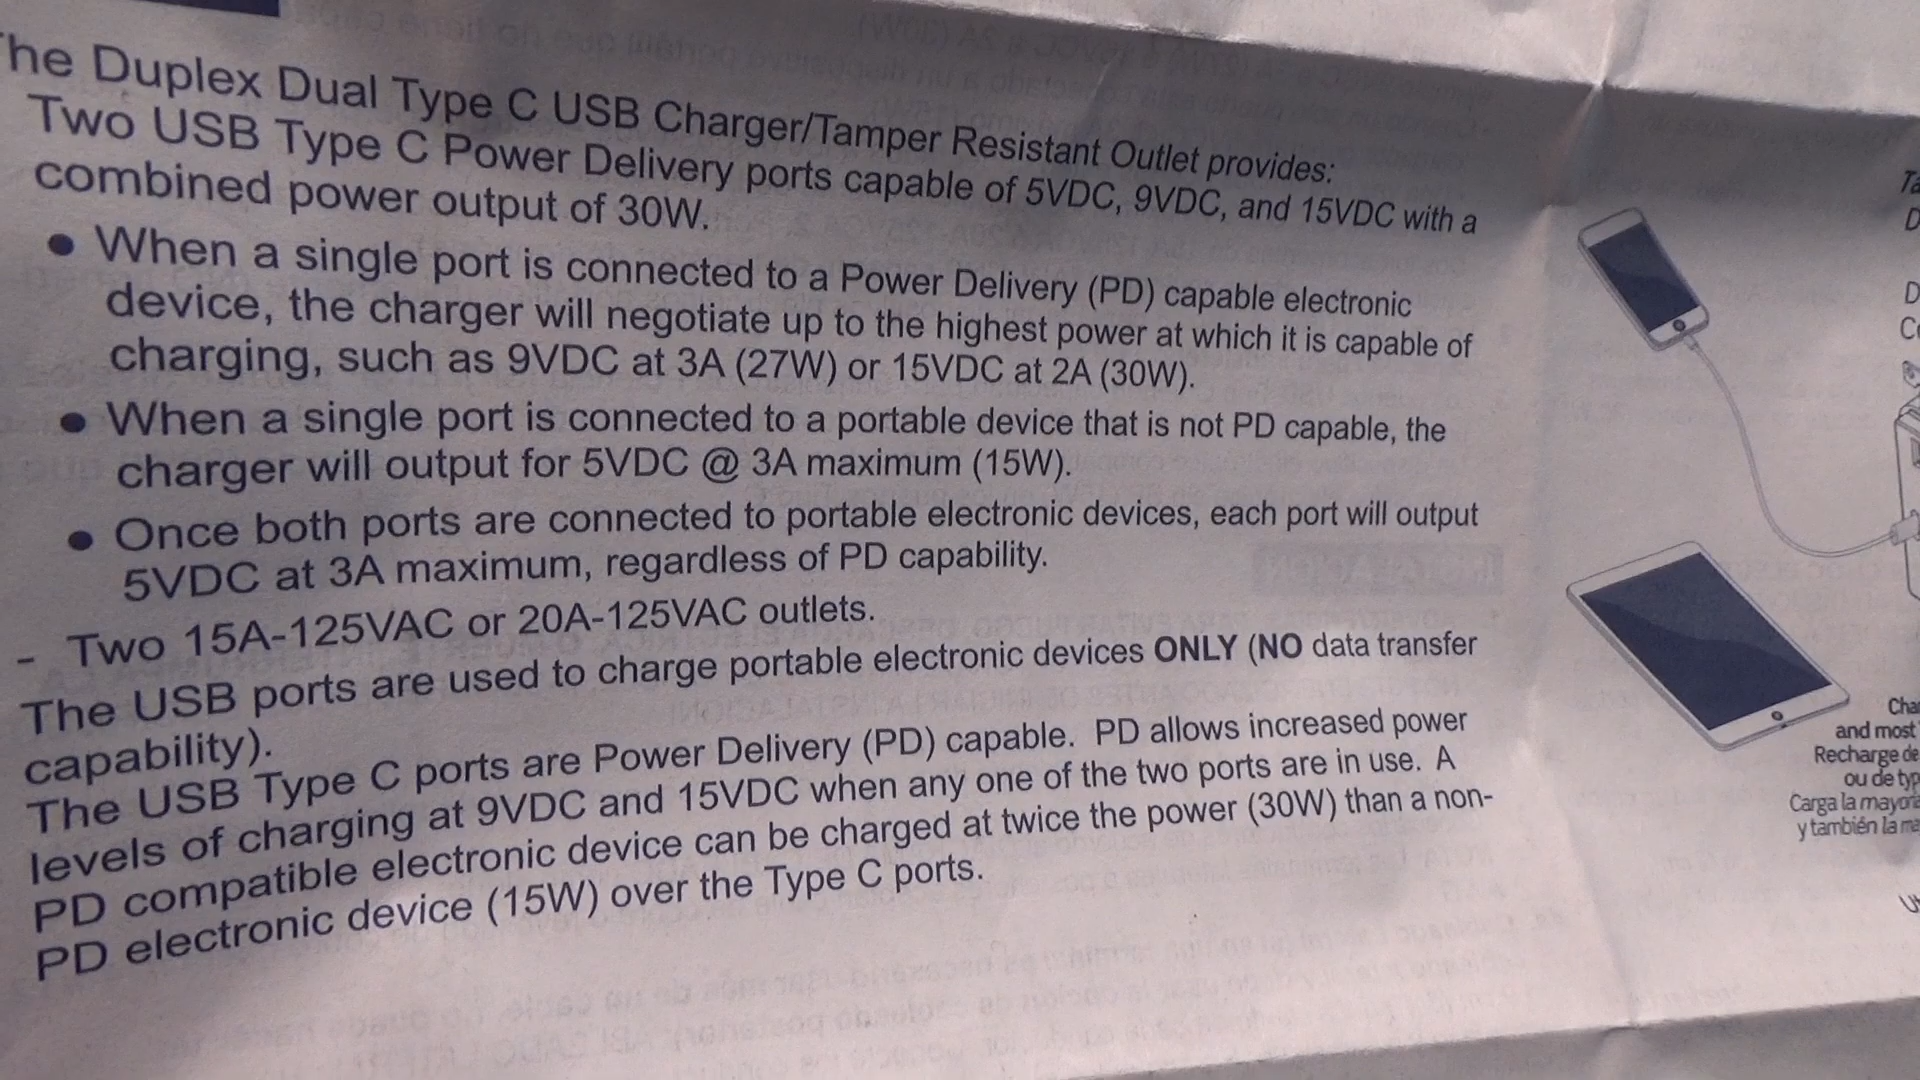 he Duplex Dual Type C USB Charger/Tamper Resistant Outlet provides:
Two USB Type C Power Delivery ports capable of 5VDC, 9VDC, and 15VDC with a
combined power output of 30W.
● When a single port is connected to a Power Delivery (PD) capable electronic
device, the charger will negotiate up to the highest power at which it is capable of
charging, such as 9VDC at 3A (27W) or 15VDC at 2A (30W).
● When a single port is connected to a portable device that is not PD capable, the
charger will output for 5VDC @ 3A maximum (15W).
● Once both ports are connected to portable electronic devices, each port will output
5VDC at 3A maximum, regardless of PD capability.
- Two 15A-125VAC or 20A-125VAC outlets.
The USB ports are used to charge portable electronic devices ONLY (NO data transfer
capability).
The USB Type C ports are Power Delivery (PD) capable. PD allows increased power
levels of charging at 9VDC and 15VDC when any one of the two ports are in use. A
PD compatible electronic device can be charged at twice the power (30W) than a non-
PD electronic device (15W) over the Type C ports.
and most
Recharge de
ou de typ
Carga la
y también la